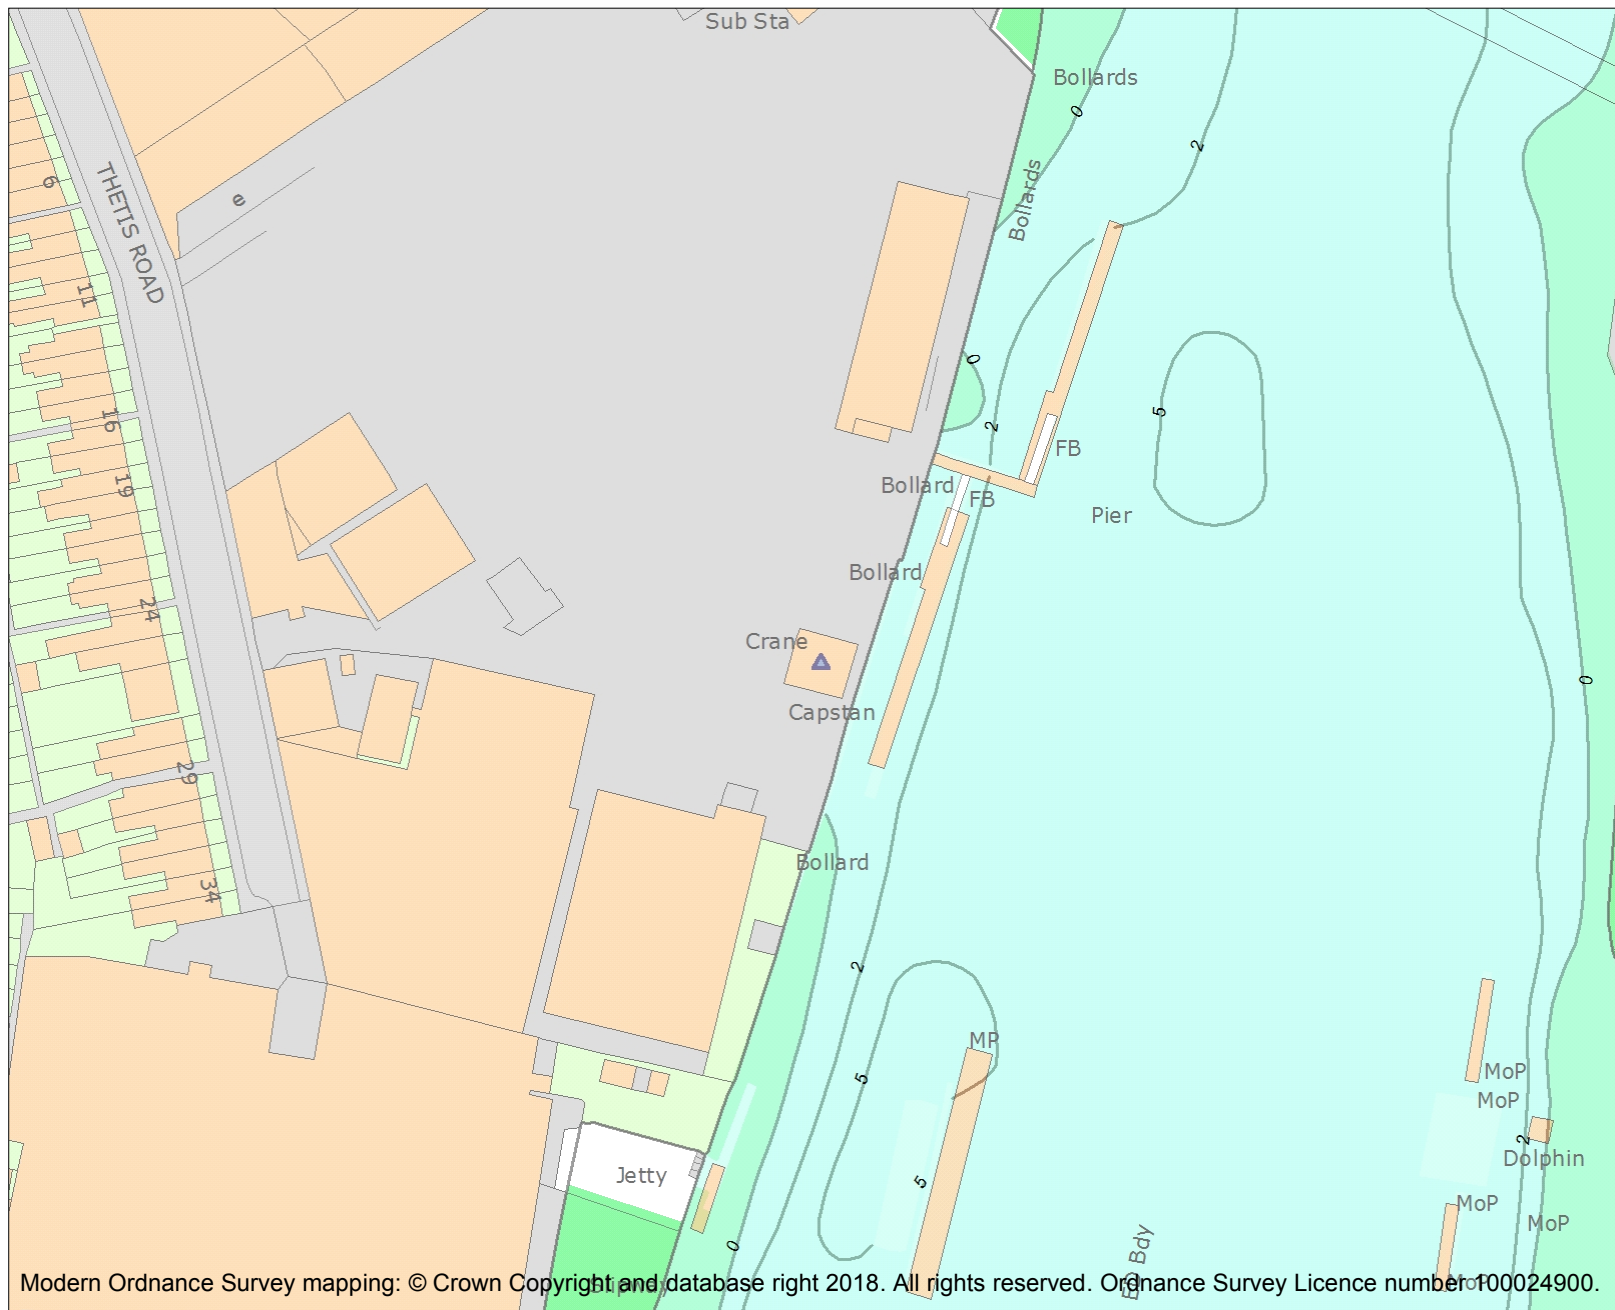 Sub Sta
Bollards
0
2
Bollards
THETIS ROAD
6
e
11
0
5
2
16
FB
Bollard
FB
19
Pier
Bollard
24
Crane
0
Capstan
29
Bollard
34
2
MP
5
MoP
MoP
2
Dolphin
Jetty
5
MoP
MoP
0
Bdy
MoP
Slipway
Modern Ordnance Survey mapping: © Crown Copyright and database right 2018. All rights reserved. Ordnance Survey Licence number 100024900.